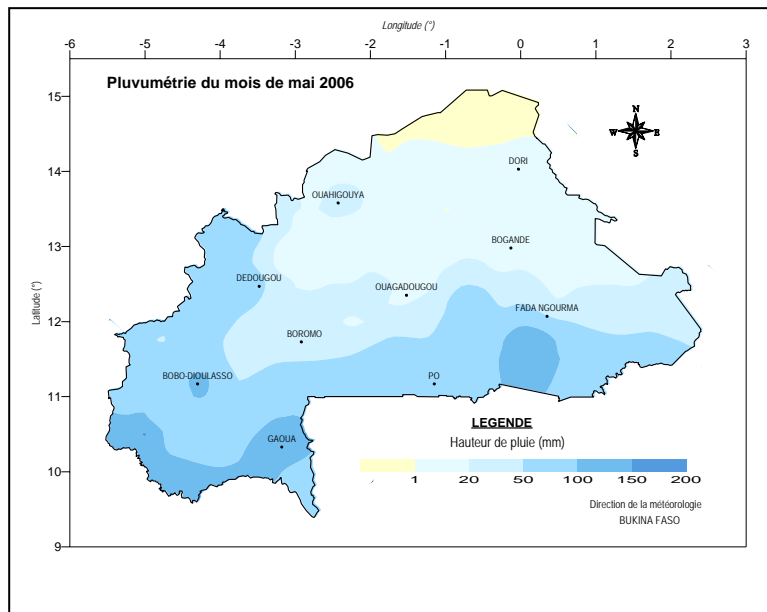 Longitude (°)
-6 -5 -4 -3 -2 -1 0 1 2 3
Pluvumétrie du mois de mai 2006
N
W E
S
15
14
13
12
11
10
9
Latitude (°)
DORI
OUAHIGOUYA
BOGANDE
DEDOUGOU
OUAGADOUGOU
FADA NGOURMA
BOROMO
BOBO-DIOULASSO
PO
GAOUA
LEGENDE
Hauteur de pluie (mm)
1 20 50 100 150 200
Direction de la météorologie
BUKINA FASO